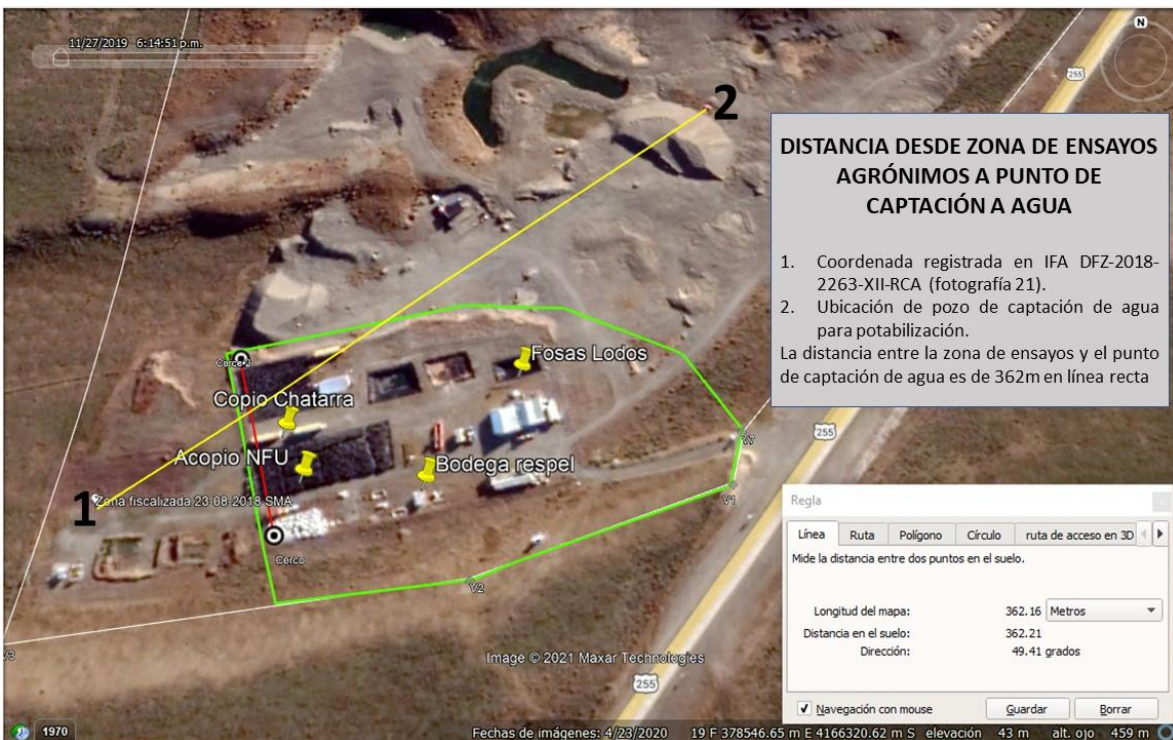 11/27/2019 6:14:51 p.m.
N
255
2
DISTANCIA DESDE ZONA DE ENSAYOS
AGRÓNIMOS A PUNTO DE
CAPTACIÓN A AGUA
1. Coordenada registrada en IFA DFZ-2018-
2263-XII-RCA (fotografía 21).
2. Ubicación de pozo de captación de agua
para potabilización.
La distancia entre la zona de ensayos y el punto
de captación de agua es de 362m en línea recta
Fosas Lodos
Cerco 2
Copio Chatarra
255
V7
Acopio NFU
Bodega respel
1
Zona fiscalizada 23 08 2018 SMA
V1
Cerco
V2
V3
Image © 2021 Maxar Technologies
255
Regla
Línea Ruta Polígono Círculo ruta de acceso en 3D
Mide la distancia entre dos puntos en el suelo.
Longitud del mapa: 362.16 Metros
Distancia en el suelo: 362.21
Dirección: 49.41 grados
Navegación con mouse Guardar Borrar
1970
Fechas de imágenes: 4/23/2020 19 F 378546.65 m E 4166320.62 m S elevación 43 m alt. ojo 459 m